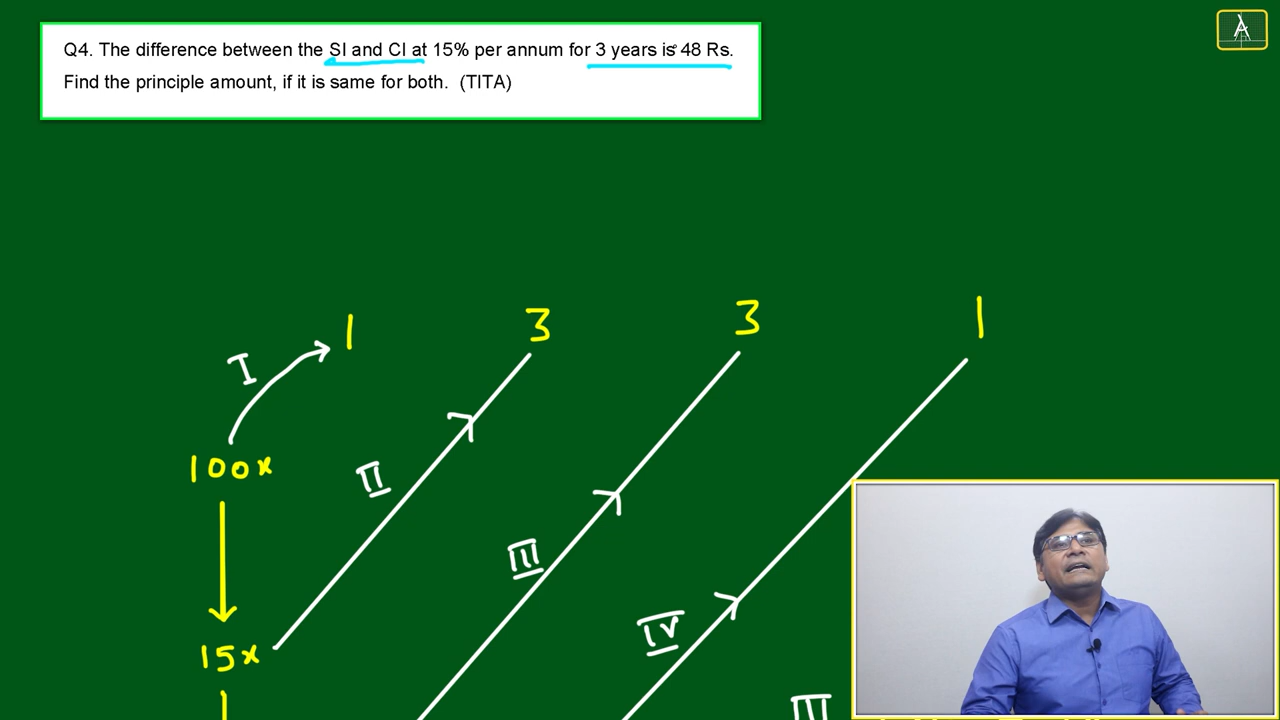 Q4. The difference between the SI and CI at 15% per annum for 3 years is 48 Rs.
Find the principle amount, if it is same for both. (TITA)
1 3 3 1
I
100x
II
III
IV
15x
III